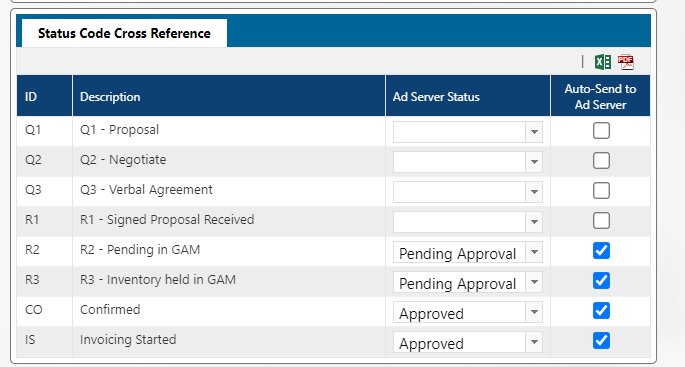 Status Code Cross Reference
PDF
ID Description Ad Server Status Auto-Send to
Ad Server
Q1 Q1 - Proposal
Q2 Q2 - Negotiate
Q3 Q3 - Verbal Agreement
R1 R1 - Signed Proposal Received
R2 R2 - Pending in GAM Pending Approval
R3 R3 - Inventory held in GAM Pending Approval
CO Confirmed Approved
IS Invoicing Started Approved